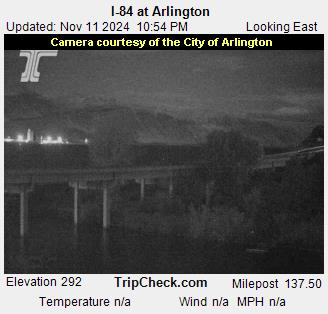 I-84 at Arlington
Updated: Nov 11 2024 10:54 PM Looking East
Camera courtesy of the City of Arlington
Elevation 292 TripCheck.com Milepost 137.50
Temperature n/a Wind n/a MPH n/a